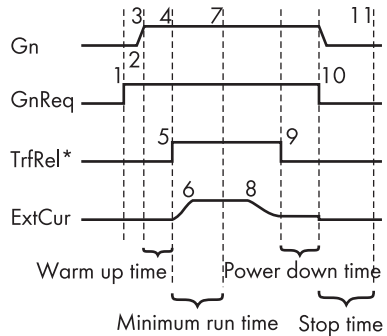 3 4 7 11
Gn
2
1 10
GnReq
5 9
TrfRel*
6 8
ExtCur
Warm up time Power down time
Minimum run time Stop time